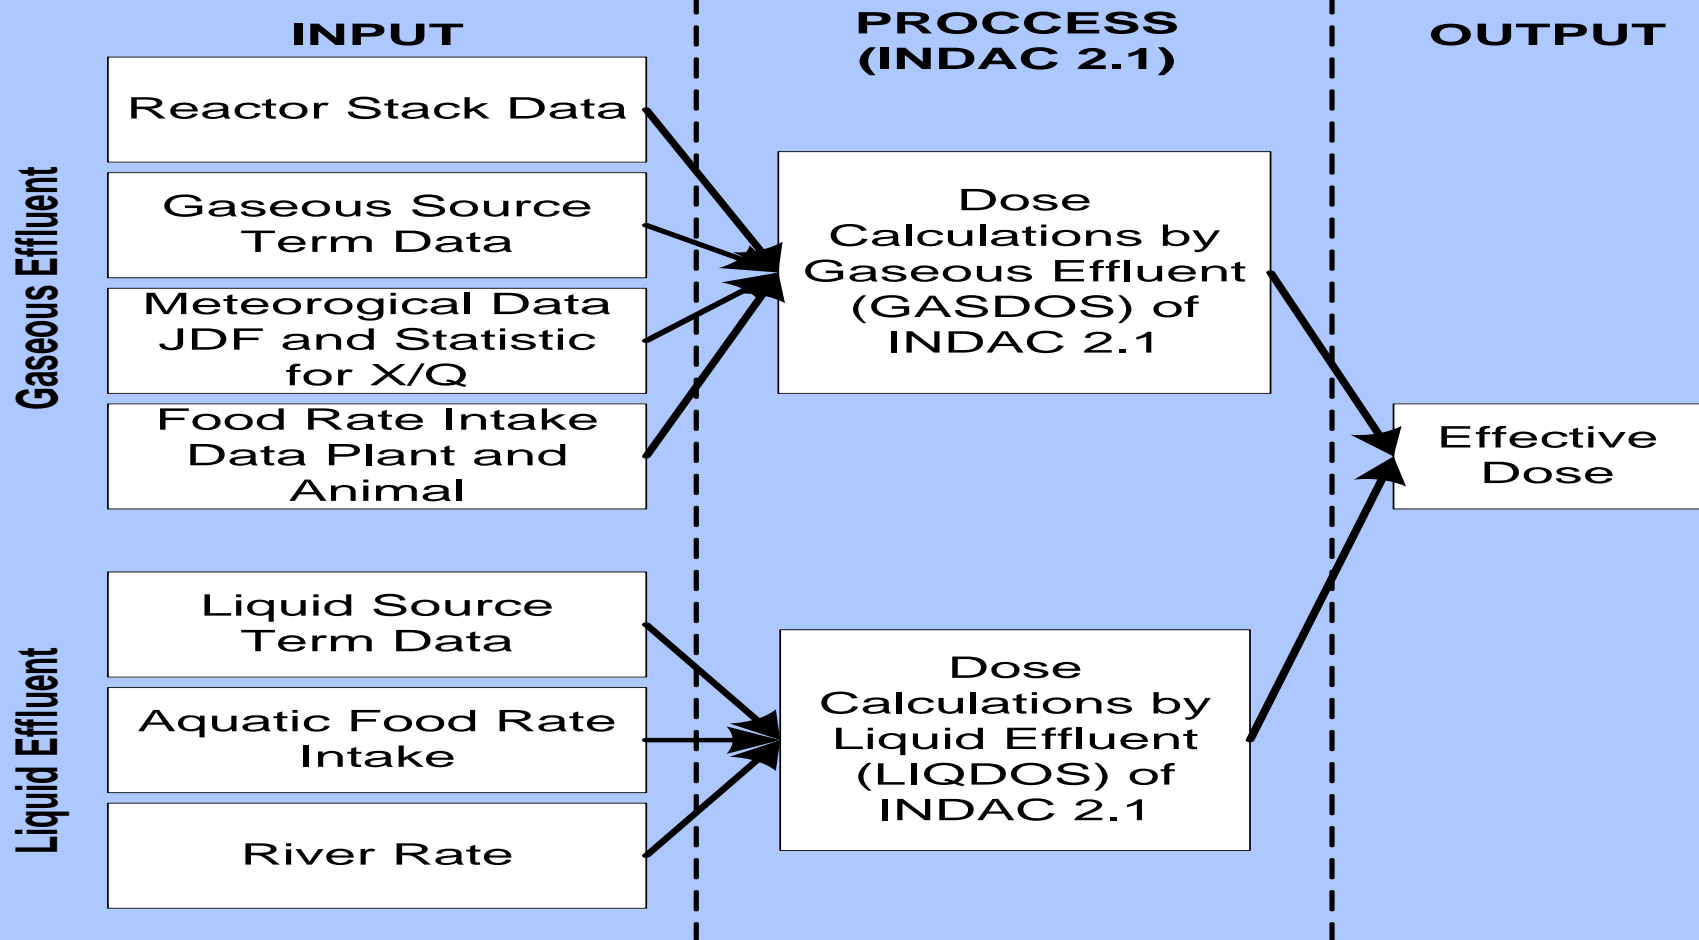 INPUT
PROCCESS
(INDAC 2.1)
OUTPUT
Gaseous Effluent
Reactor Stack Data
Gaseous Source
Term Data
Meteorogical Data
JDF and Statistic
for X/Q
Food Rate Intake
Data Plant and
Animal
Dose
Calculations by
Gaseous Effluent
(GASDOS) of
INDAC 2.1
Effective
Dose
Liquid Effluent
Liquid Source
Term Data
Aquatic Food Rate
Intake
River Rate
Dose
Calculations by
Liquid Effluent
(LIQDOS) of
INDAC 2.1